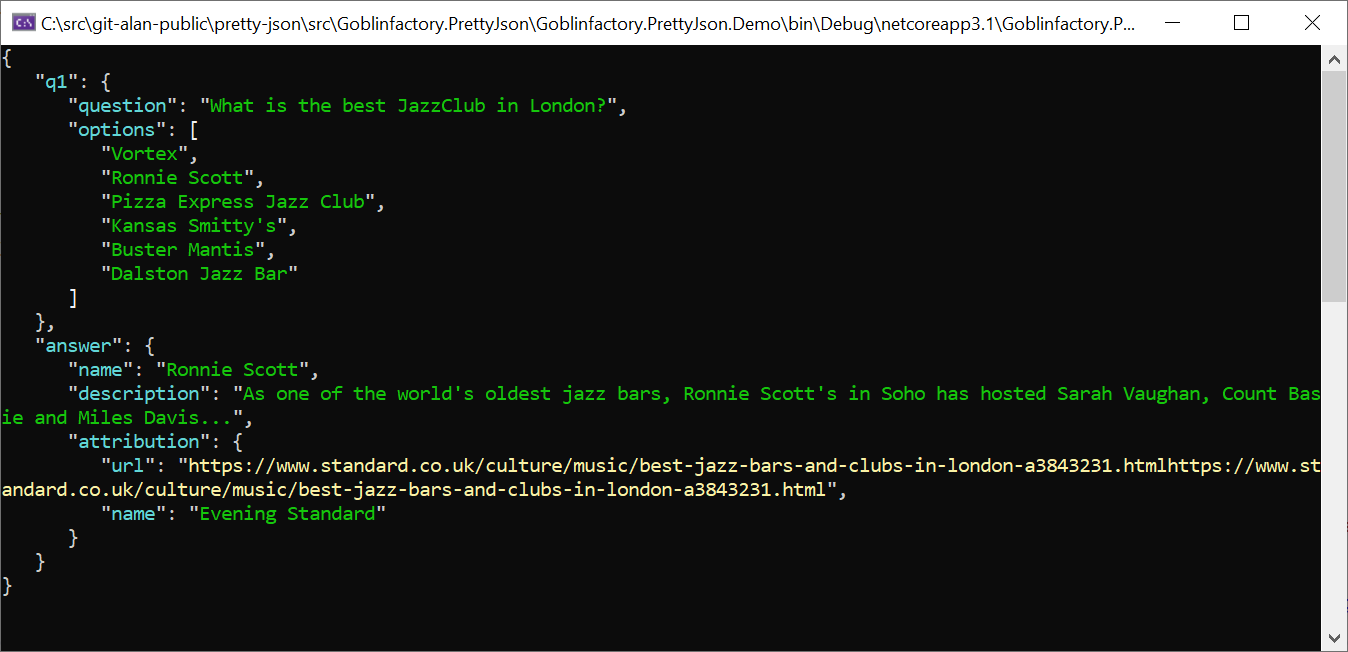 C:\src\git-alan-public\pretty-json\src\Goblinfactory.PrettyJson\Goblinfactory.PrettyJson.Demo\bin\Debug\netcoreapp3.1\Goblinfactory.P...
{
   "q1": {
      "question": "What is the best JazzClub in London?",
      "options": [
         "Vortex",
         "Ronnie Scott",
         "Pizza Express Jazz Club",
         "Kansas Smitty's",
         "Buster Mantis",
         "Dalston Jazz Bar"
      ]
   },
   "answer": {
      "name": "Ronnie Scott",
      "description": "As one of the world's oldest jazz bars, Ronnie Scott's in Soho has hosted Sarah Vaughan, Count Bas
ie and Miles Davis...",
      "attribution": {
         "url": "https://www.standard.co.uk/culture/music/best-jazz-bars-and-clubs-in-london-a3843231.htmlhttps://www.st
andard.co.uk/culture/music/best-jazz-bars-and-clubs-in-london-a3843231.html",
         "name": "Evening Standard"
      }
   }
}